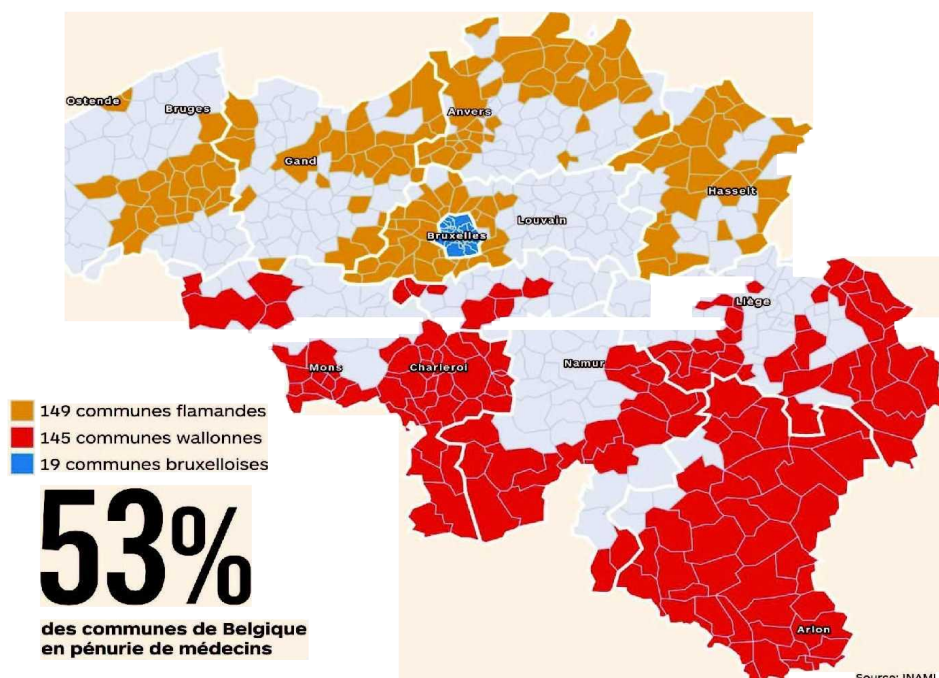 Ostende
Bruges
Anvers
Gand
Hasselt
Louvain
Bruxelles
Liège
Mons
Charleroi
Namur
149 communes flamandes
145 communes wallonnes
19 communes bruxelloises
53%
des communes de Belgique
en pénurie de médecins
Arlon
Source: INAMI